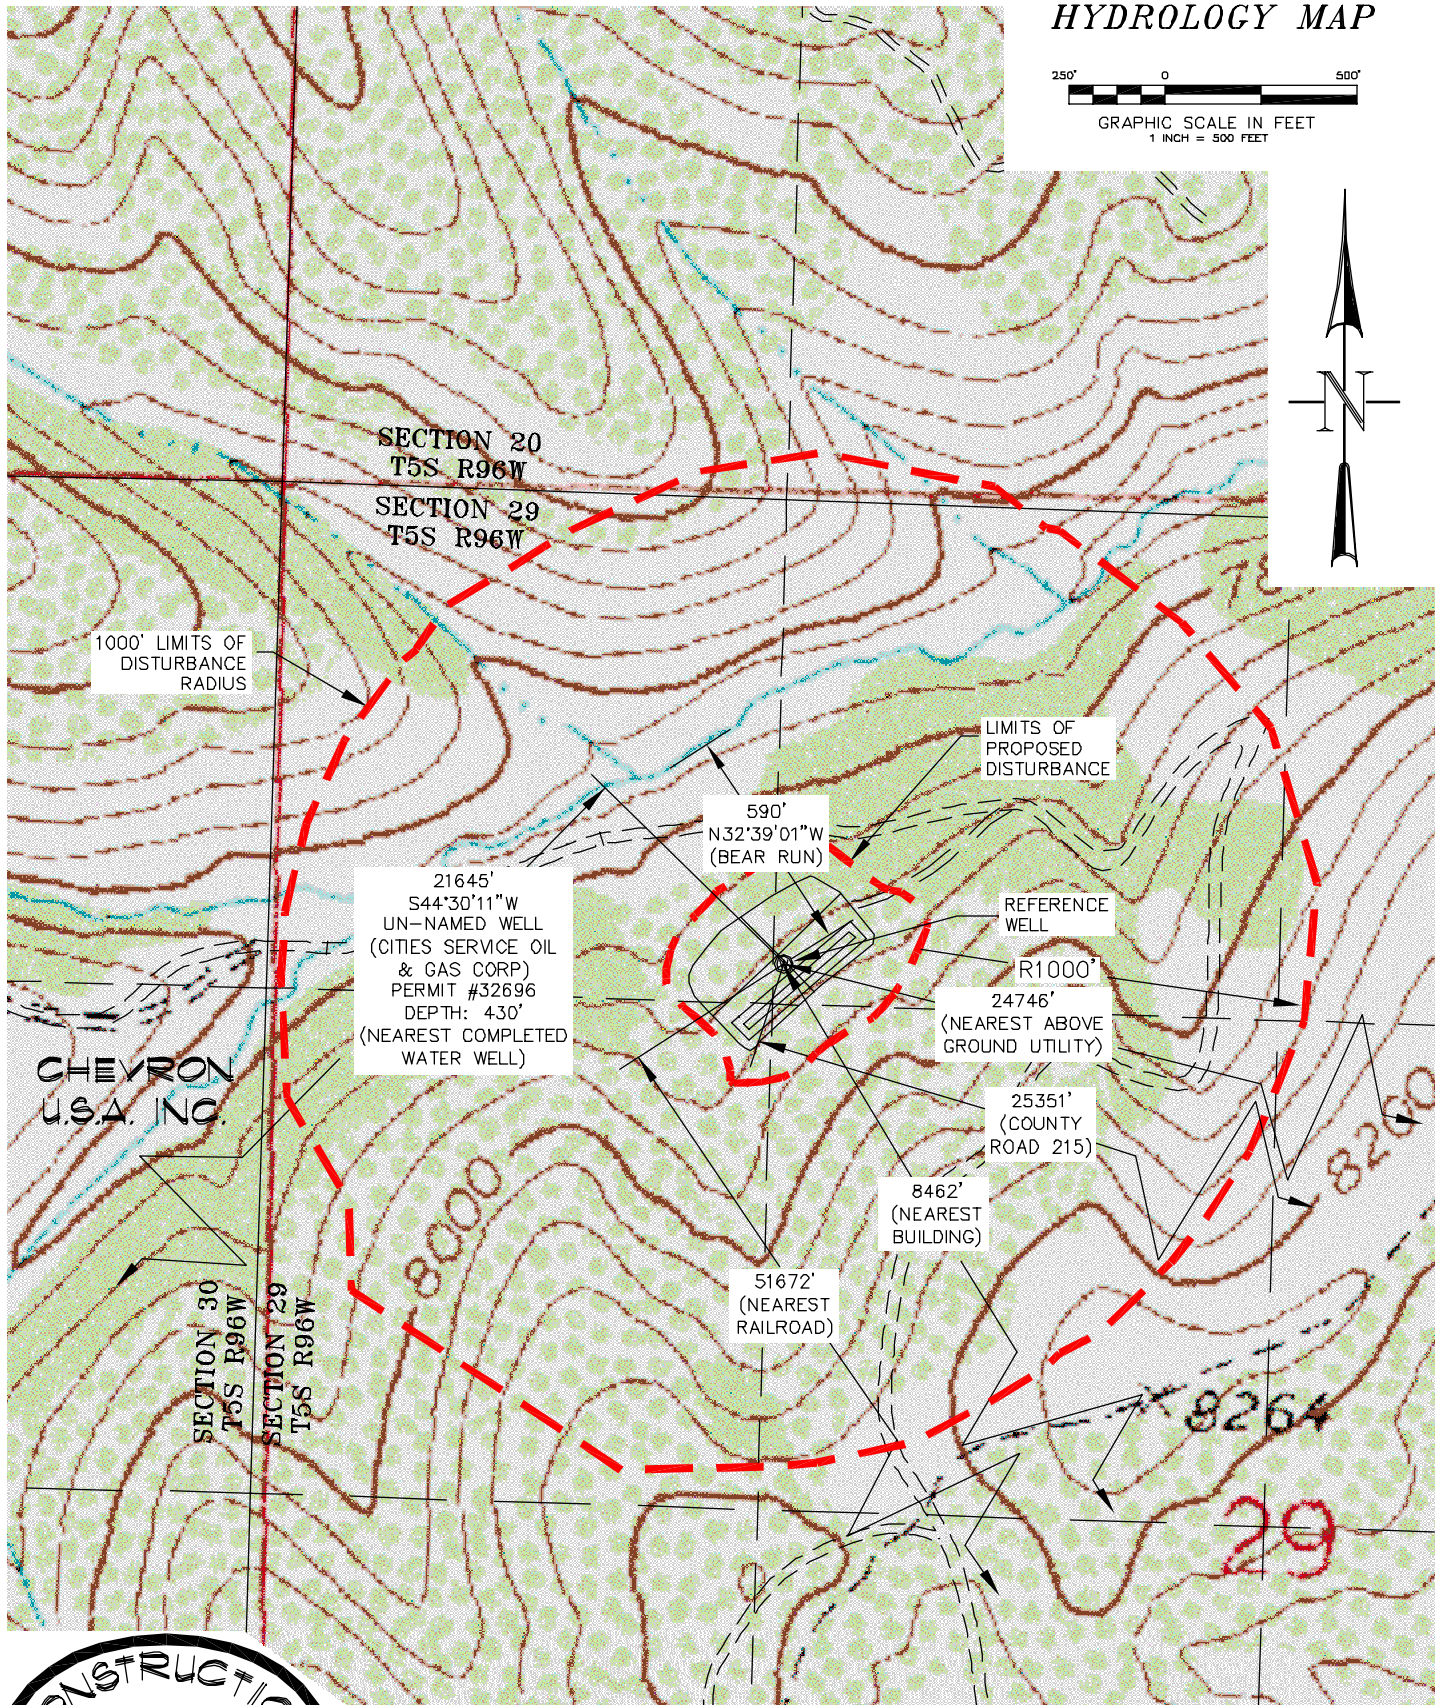 HYDROLOGY MAP
250' 0 500'
GRAPHIC SCALE IN FEET
1 INCH = 500 FEET
N
SECTION 20
T5S R96W
SECTION 29
T5S R96W
1000' LIMITS OF
DISTURBANCE
RADIUS
LIMITS OF
PROPOSED
DISTURBANCE
590'
N32°39'01"W
(BEAR RUN)
21645'
S44°30'11"W
UN-NAMED WELL
(CITIES SERVICE OIL
& GAS CORP)
PERMIT #32696
DEPTH: 430'
(NEAREST COMPLETED
WATER WELL)
REFERENCE
WELL
R1000'
24746'
(NEAREST ABOVE
GROUND UTILITY)
CHEVRON
U.S.A. INC.
25351'
(COUNTY
ROAD 215)
8200
8000
8462'
(NEAREST
BUILDING)
51672'
(NEAREST
RAILROAD)
SECTION 30
T5S R96W
SECTION 29
T5S R96W
8264
29